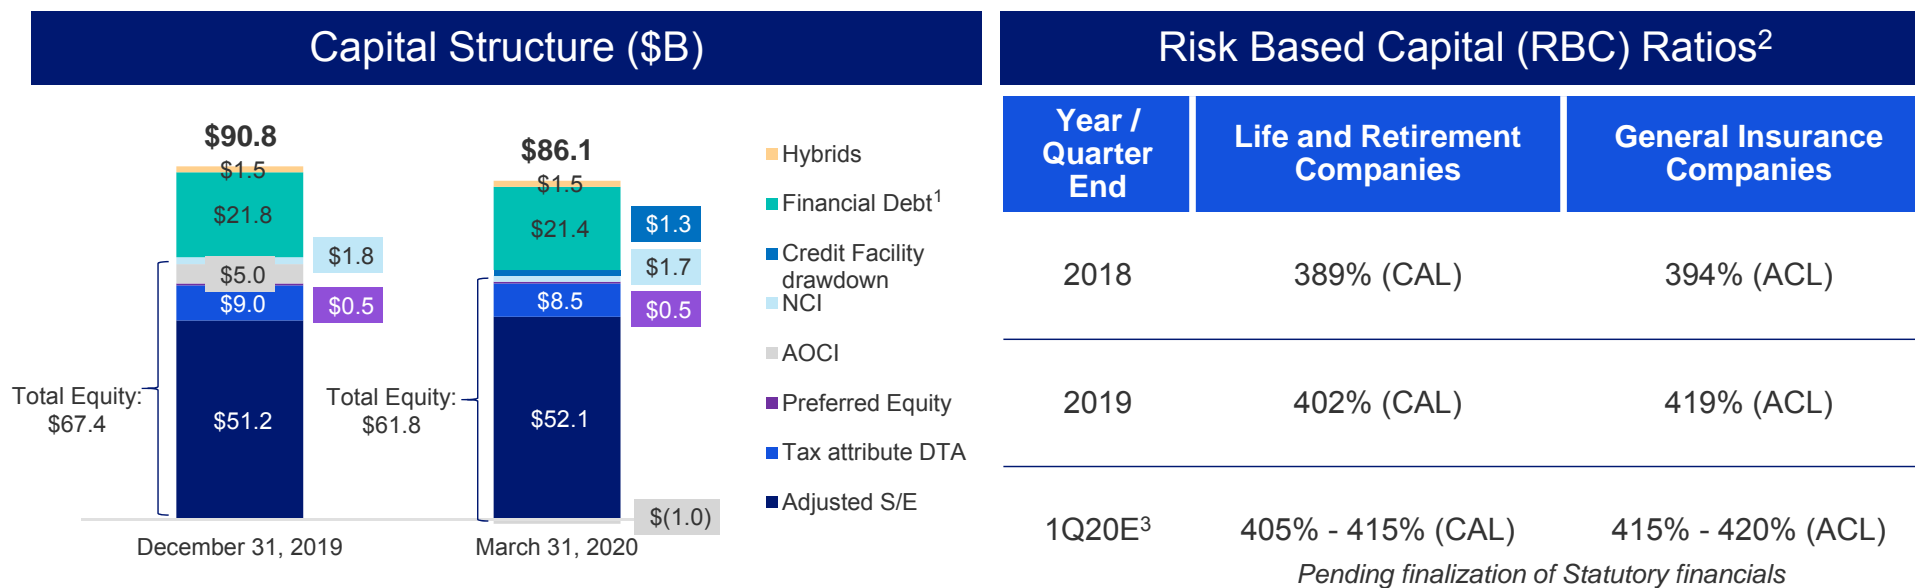 Capital Structure ($B)
$90.8
$1.5
$21.8
$1.8
$5.0
$9.0
$0.5
Total Equity:
$67.4
$51.2
December 31, 2019
$86.1
$1.5
$21.4
$1.3
$1.7
$8.5
$0.5
Total Equity:
$61.8
$52.1
$(1.0)
March 31, 2020
Hybrids
Financial Debt¹
Credit Facility
drawdown
NCI
AOCI
Preferred Equity
Tax attribute DTA
Adjusted S/E
Risk Based Capital (RBC) Ratios²
Year /
Quarter
End
Life and Retirement
Companies
General Insurance
Companies
2018
389% (CAL)
394% (ACL)
2019
402% (CAL)
419% (ACL)
1Q20E³
405% - 415% (CAL)
415% - 420% (ACL)
Pending finalization of Statutory financials